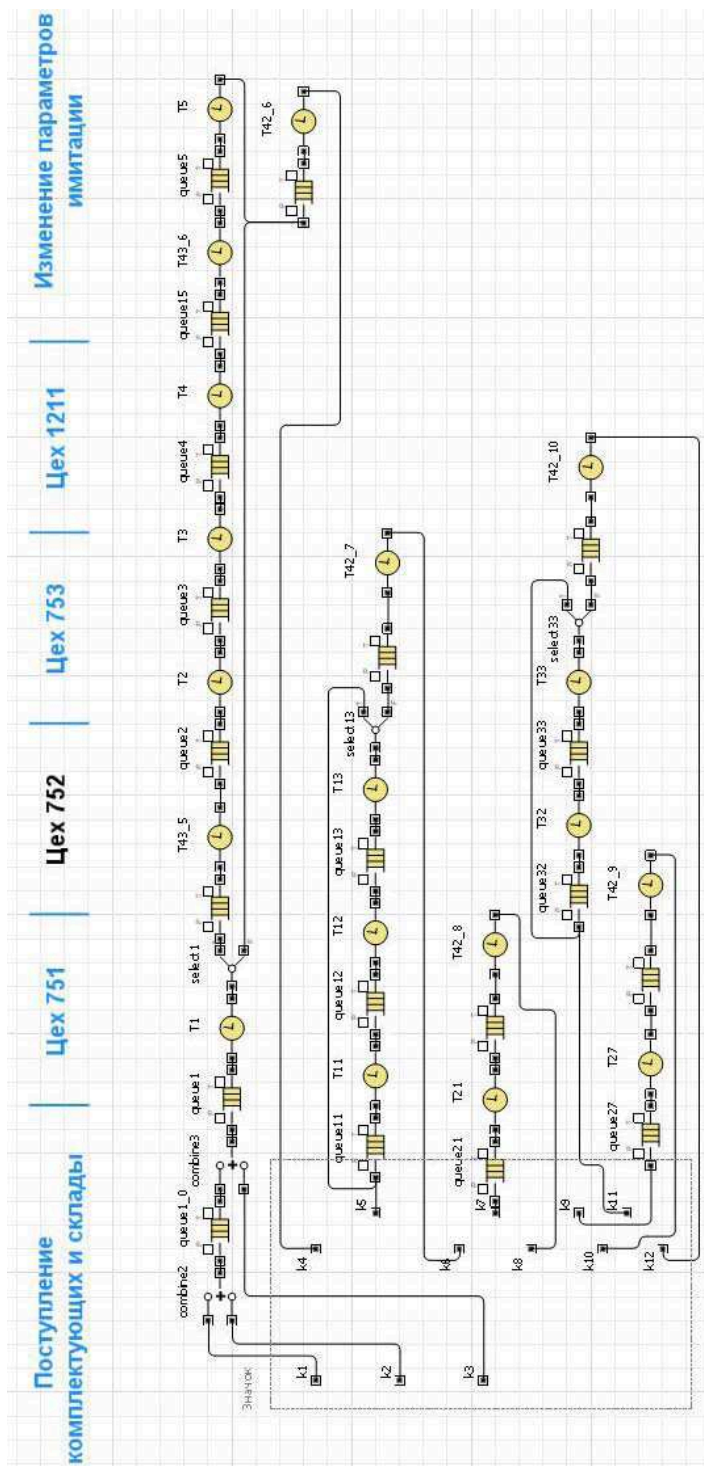 Поступление
комплектующих и склады
Цех 751
Цех 752
Цех 753
Цех 1211
Изменение параметров
имитации
combine2
queue1_0
combine3
queue1
T1
select1
T43_5
queue2
T2
queue3
T3
queue4
T4
queue15
T43_6
queue5
T5
T42_6
Значок
k1
k2
k3
k4
k5
queue11
T11
queue12
T12
queue13
T13
select13
T42_7
k6
k7
queue21
T21
T42_8
k8
k9
k11
queue32
T32
queue33
T33
select33
T42_10
k10
k12
queue27
T27
T42_9